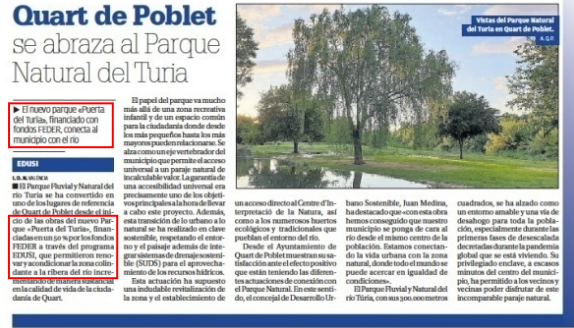 Quart de Poblet
se abraza al Parque
Natural del Turia
Vistas del Parque Natural
del Turia en Quart de Poblet.
A.Q.P.
▶ El nuevo parque «Puerta
del Turia», financiado con
fondos FEDER, conecta al
municipio con el río
EDUSI
VALÈNCIA
■ El Parque Fluvial y Natural del
río Turia se ha convertido en
uno de los lugares de referencia
de Quart de Poblet desde el ini-
cio de las obras del nuevo Par-
que «Puerta del Turia», finan-
ciadas en un 50 % por los fondos
FEDER a través del programa
EDUSI, que permitieron reno-
var y acondicionar la zona colin-
dante a la ribera del río incre-
mentando de manera sustancial
en la calidad de vida de la ciuda-
danía de Quart.
El papel del parque va mucho
más allá de una zona recreativa
infantil y de un espacio común
para la ciudadanía donde desde
los más pequeños hasta los más
mayores pueden relacionarse. Se
alza como un eje vertebrador del
municipio que permite el acceso
universal a un paraje natural de
incalculable valor. La garantía de
una accesibilidad universal era
precisamente uno de los objeti-
vos principales a la hora de llevar
a cabo este proyecto. Además,
esta transición de lo urbano a lo
natural se ha realizado en clave
sostenible, respetando el entor-
no y el paisaje además de inte-
grar sistemas de drenaje sosteni-
ble (SUDS) para el aprovecha-
miento de los recursos hídricos.
Esta actuación ha supuesto
una indudable revitalización de
la zona y el establecimiento de
un acceso directo al Centre d'In-
terpretació de la Natura, así
como a los numerosos huertos
ecológicos y tradicionales que
pueblan el entorno del río.
Desde el Ayuntamiento de
Quart de Poblet muestran su sa-
tisfacción ante el efecto positivo
que están teniendo las diferen-
tes actuaciones de conexión con
el Parque Natural. En este senti-
do, el concejal de Desarrollo Ur-
bano Sostenible, Juan Medina,
ha destacado que «con esta obra
hemos conseguido que nuestro
municipio se ponga de cara al
río desde el mismo centro de la
población. Estamos conectan-
do la vida urbana con la zona
natural, donde todo el mundo se
puede acercar en igualdad de
condiciones».
El Parque Fluvial y Natural del
río Túria, con sus 300.000 metros
cuadrados, se ha alzado como
un entorno amable y una vía de
desahogo para toda la pobla-
ción, especialmente durante las
primeras fases de desescalada
decretadas durante la pandemia
global que se está viviendo. Su
privilegiado enclave, a escasos
minutos del centro del munici-
pio, ha permitido a los vecinos y
vecinas poder disfrutar de este
incomparable paraje natural.